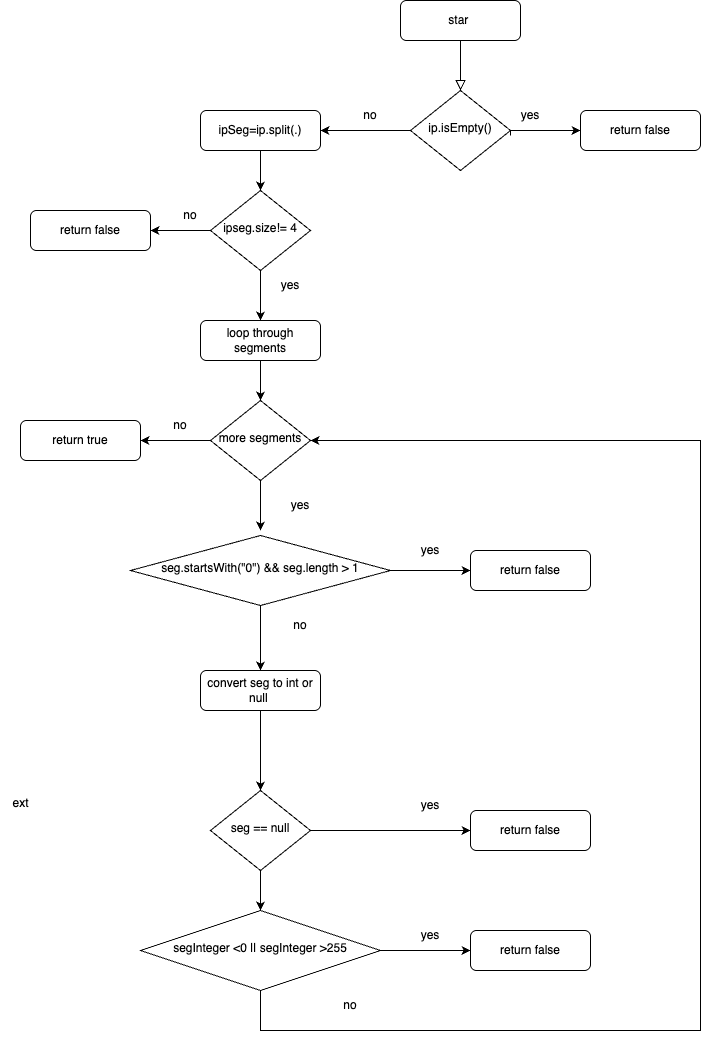 star
no
yes
ipSeg=ip.split(.)
ip.isEmpty()
return false
no
return false
ipseg.size!= 4
yes
loop through
segments
no
return true
more segments
yes
yes
seg.startsWith("0") && seg.length > 1
return false
no
convert seg to int or
null
ext
yes
seg == null
return false
yes
segInteger <0 || segInteger >255
return false
no